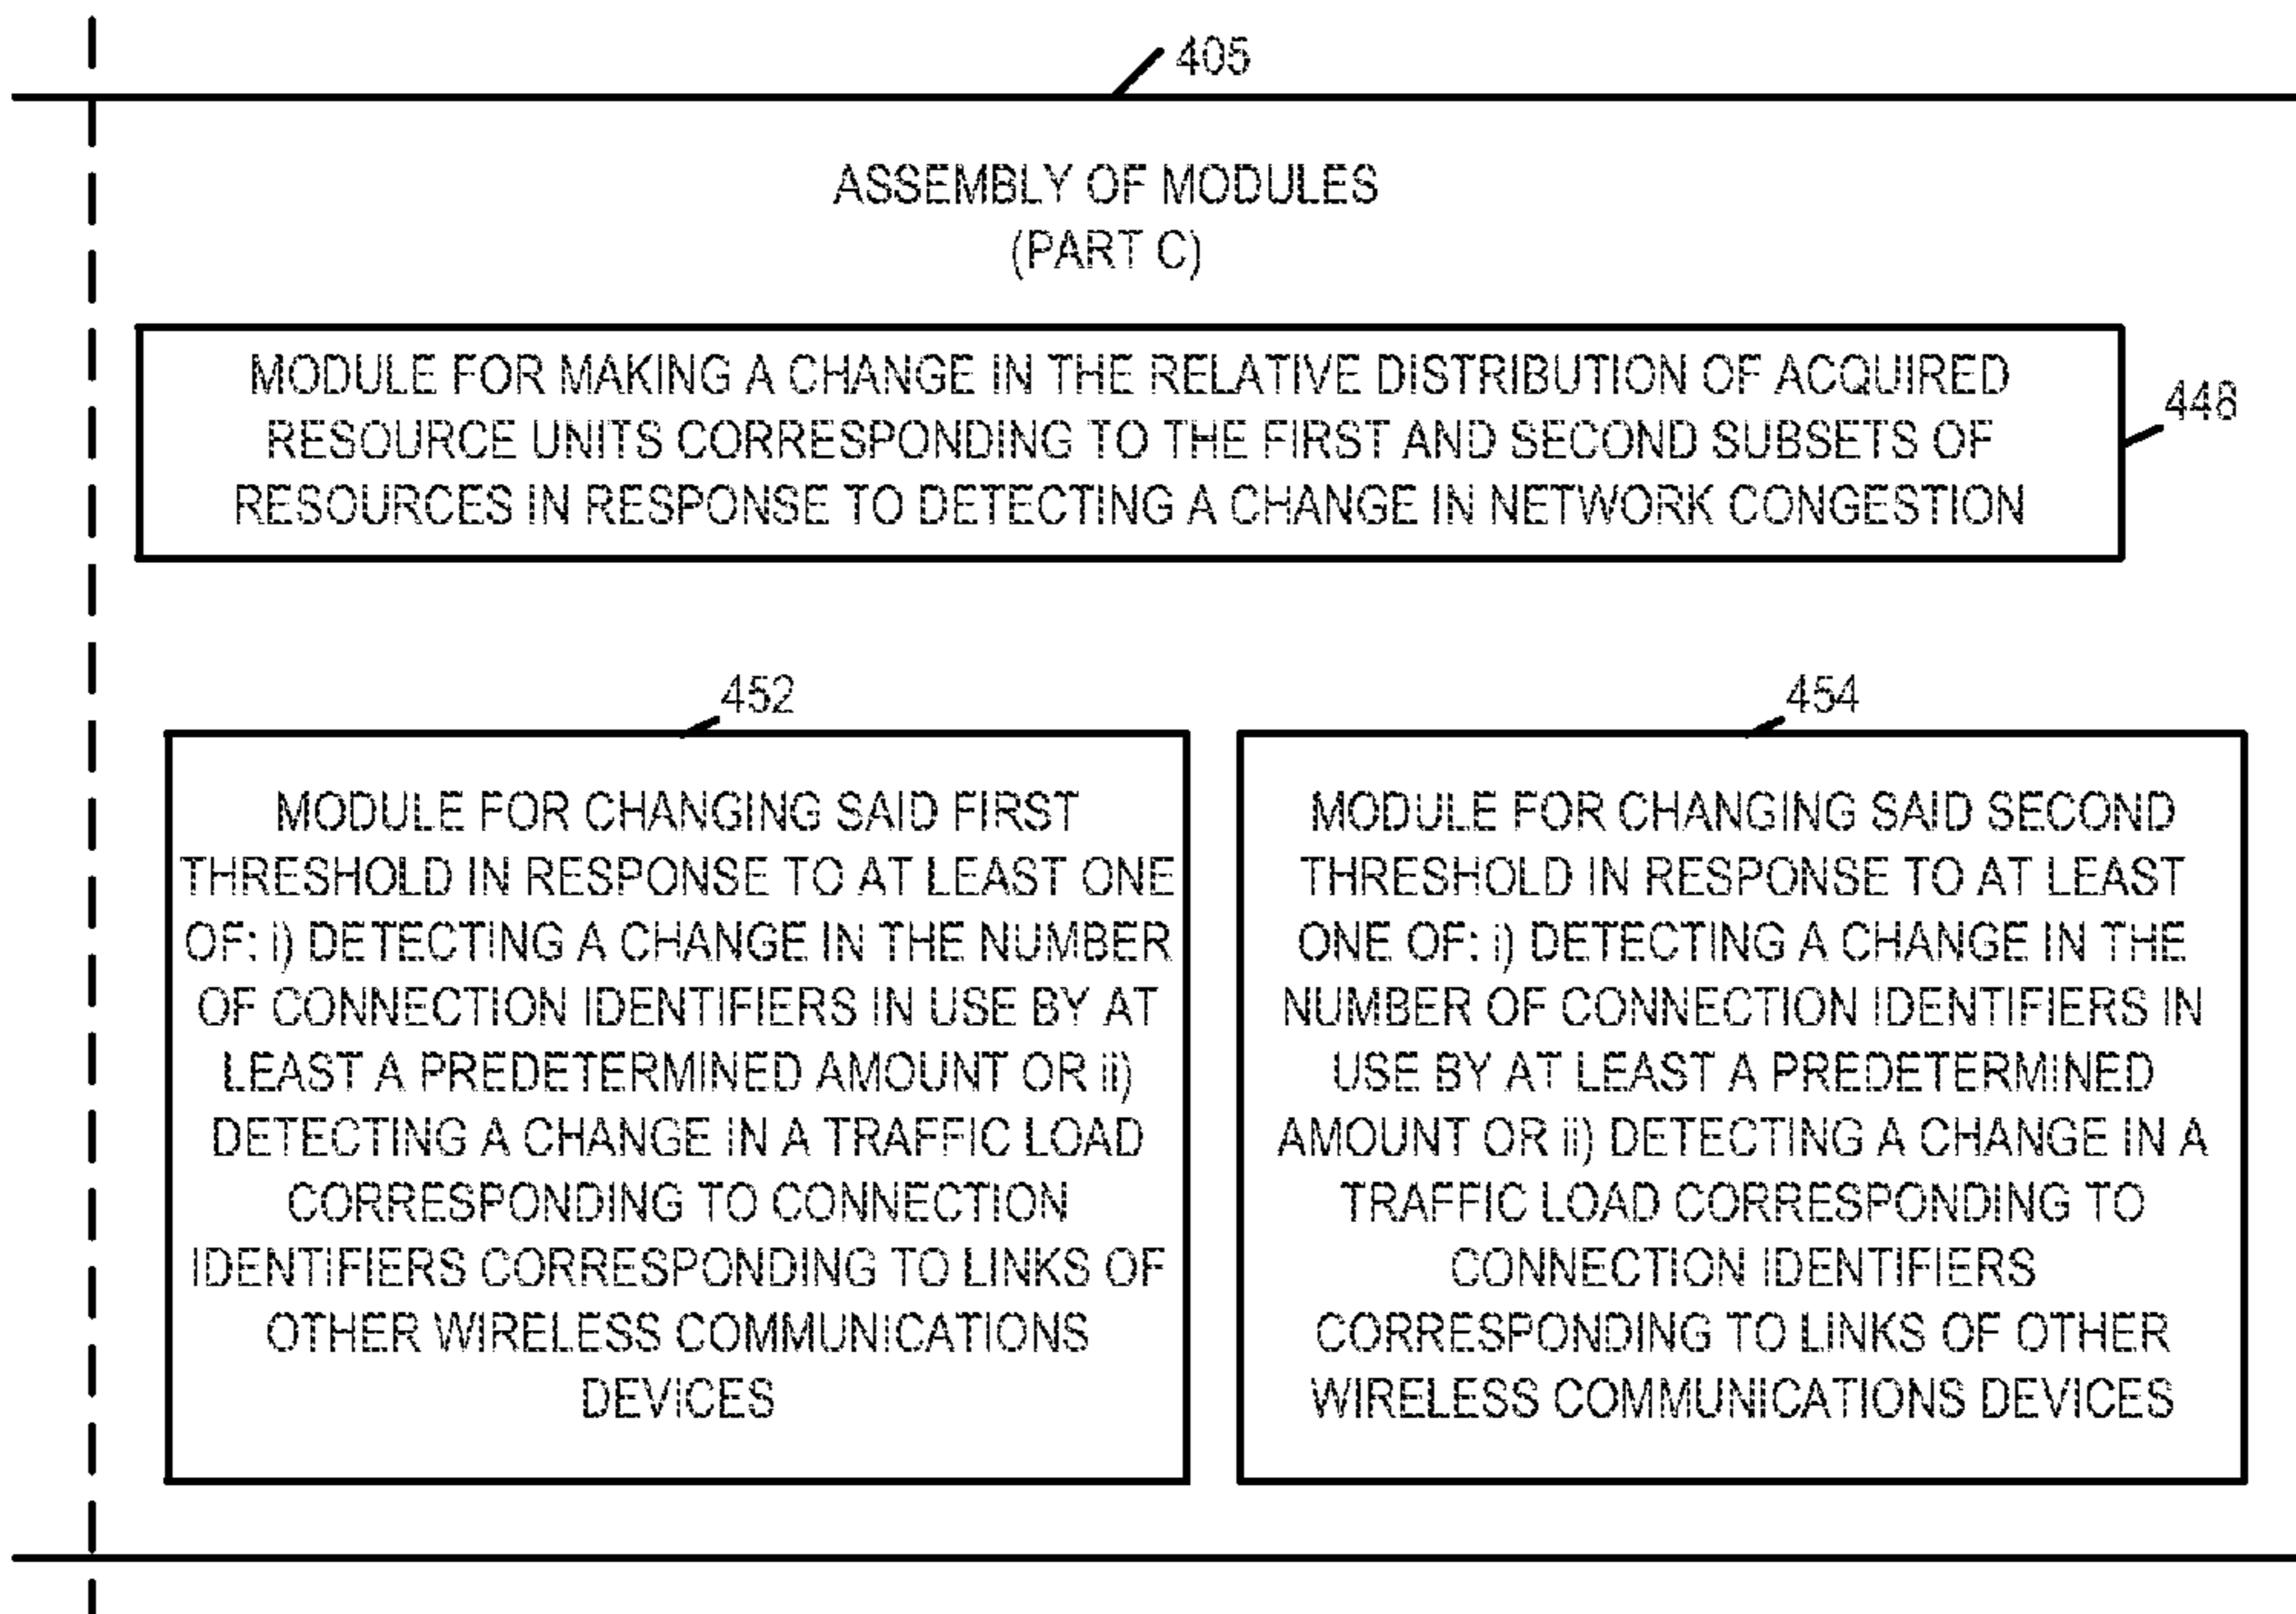 405
ASSEMBLY OF MODULES
(PART C)
MODULE FOR MAKING A CHANGE IN THE RELATIVE DISTRIBUTION OF ACQUIRED
RESOURCE UNITS CORRESPONDING TO THE FIRST AND SECOND SUBSETS OF
RESOURCES IN RESPONSE TO DETECTING A CHANGE IN NETWORK CONGESTION
448
452
MODULE FOR CHANGING SAID FIRST
THRESHOLD IN RESPONSE TO AT LEAST ONE
OF: i) DETECTING A CHANGE IN THE NUMBER
OF CONNECTION IDENTIFIERS IN USE BY AT
LEAST A PREDETERMINED AMOUNT OR ii)
DETECTING A CHANGE IN A TRAFFIC LOAD
CORRESPONDING TO CONNECTION
IDENTIFIERS CORRESPONDING TO LINKS OF
OTHER WIRELESS COMMUNICATIONS
DEVICES
454
MODULE FOR CHANGING SAID SECOND
THRESHOLD IN RESPONSE TO AT LEAST
ONE OF: i) DETECTING A CHANGE IN THE
NUMBER OF CONNECTION IDENTIFIERS IN
USE BY AT LEAST A PREDETERMINED
AMOUNT OR ii) DETECTING A CHANGE IN A
TRAFFIC LOAD CORRESPONDING TO
CONNECTION IDENTIFIERS
CORRESPONDING TO LINKS OF OTHER
WIRELESS COMMUNICATIONS DEVICES